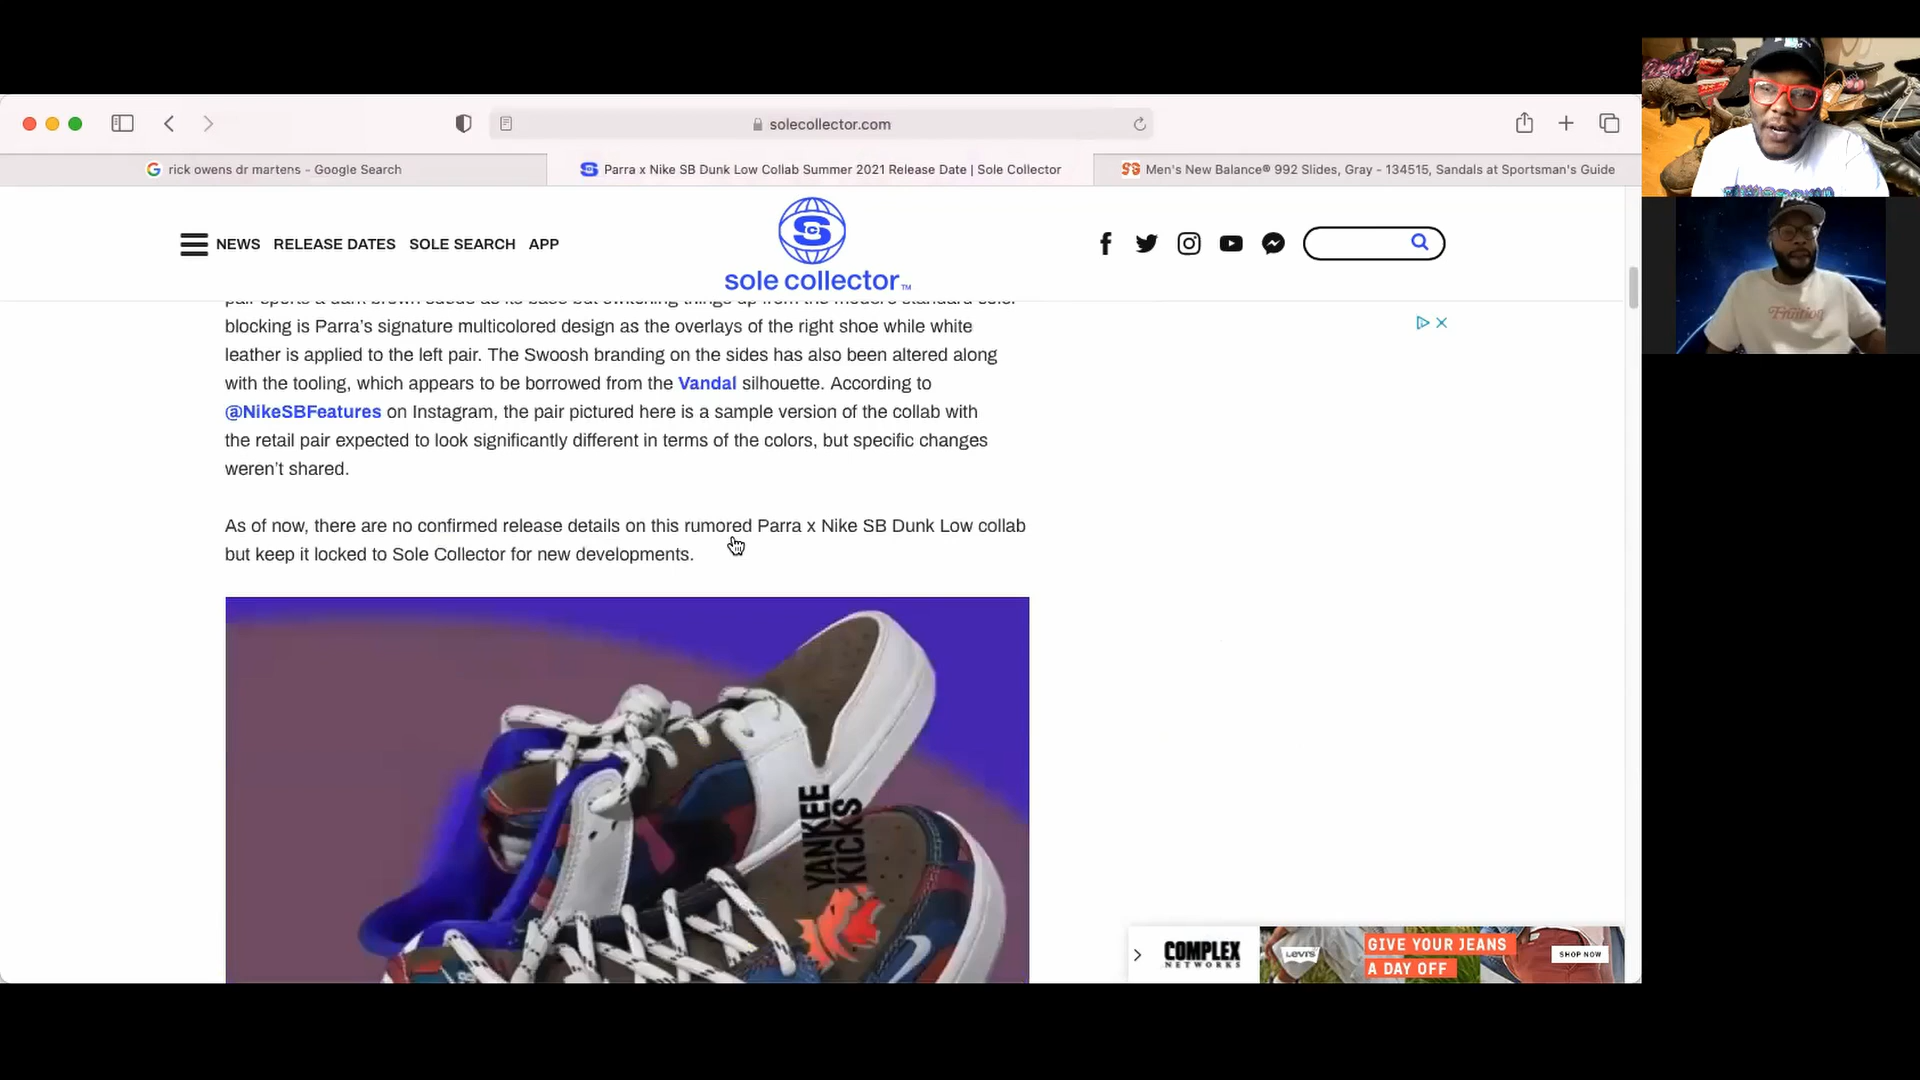 solecollector.com
rick owens dr martens - Google Search
Parra x Nike SB Dunk Low Collab Summer 2021 Release Date | Sole Collector
Men's New Balance® 992 Slides, Gray - 134515, Sandals at Sportsman's Guide
NEWS RELEASE DATES SOLE SEARCH APP
sole collector™
blocking is Parra's signature multicolored design as the overlays of the right shoe while white
leather is applied to the left pair. The Swoosh branding on the sides has also been altered along
with the tooling, which appears to be borrowed from the Vandal silhouette. According to
@NikeSBFeatures on Instagram, the pair pictured here is a sample version of the collab with
the retail pair expected to look significantly different in terms of the colors, but specific changes
weren't shared.
As of now, there are no confirmed release details on this rumored Parra x Nike SB Dunk Low collab
but keep it locked to Sole Collector for new developments.
YANKEE
KICKS
COMPLEX
NETWORKS
LEVI'S
GIVE YOUR JEANS
A DAY OFF
SHOP NOW
Fruition